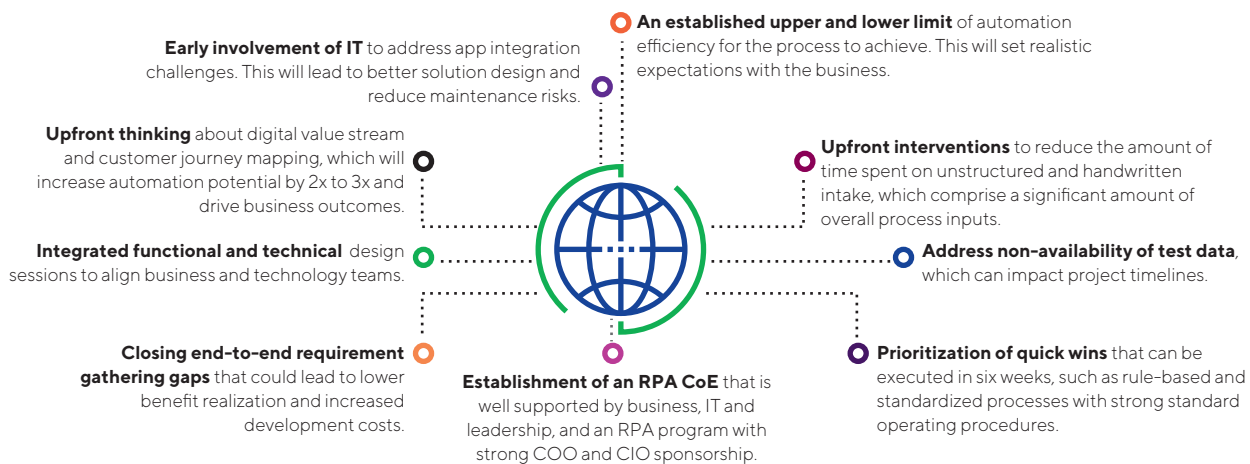 An established upper and lower limit of automation
efficiency for the process to achieve. This will set realistic
expectations with the business.
Early involvement of IT to address app integration
challenges. This will lead to better solution design and
reduce maintenance risks.
Upfront thinking about digital value stream
and customer journey mapping, which will
increase automation potential by 2x to 3x and
drive business outcomes.
Upfront interventions to reduce the amount of
time spent on unstructured and handwritten
intake, which comprise a significant amount of
overall process inputs.
Integrated functional and technical design
sessions to align business and technology teams.
Address non-availability of test data,
which can impact project timelines.
Closing end-to-end requirement
gathering gaps that could lead to lower
benefit realization and increased
development costs.
Establishment of an RPA CoE that is
well supported by business, IT and
leadership, and an RPA program with
strong COO and CIO sponsorship.
Prioritization of quick wins that can be
executed in six weeks, such as rule-based and
standardized processes with strong standard
operating procedures.